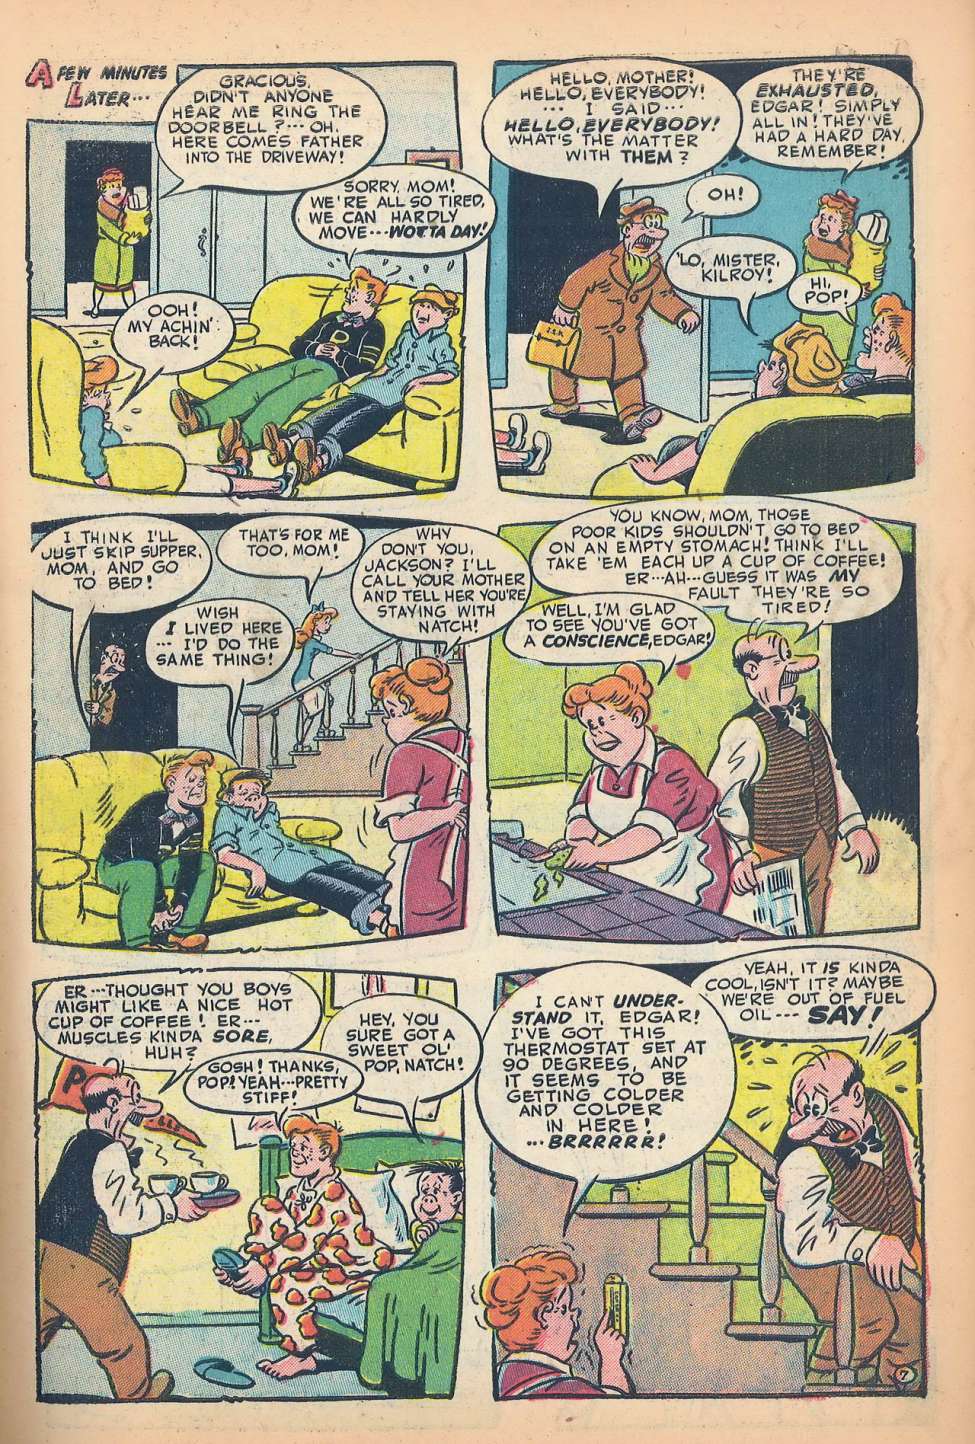 A FEW MINUTES
LATER...
GRACIOUS,
DIDN'T ANYONE
HEAR ME RING THE
DOORBELL?... OH,
HERE COMES FATHER
INTO THE DRIVEWAY!
SORRY, MOM!
WE'RE ALL SO TIRED,
WE CAN HARDLY
MOVE... WOTTA DAY!
OOH!
MY ACHIN'
BACK!
HELLO, MOTHER!
HELLO, EVERYBODY!
... I SAID...
HELLO, EVERYBODY!
WHAT'S THE MATTER
WITH THEM?
THEY'RE
EXHAUSTED,
EDGAR! SIMPLY
ALL IN! THEY'VE
HAD A HARD DAY,
REMEMBER!
OH!
'LO, MISTER,
KILROY!
HI,
POP!
I THINK I'LL
JUST SKIP SUPPER,
MOM, AND GO
TO BED!
THAT'S FOR ME
TOO, MOM!
WISH
I LIVED HERE
... I'D DO THE
SAME THING!
WHY
DON'T YOU,
JACKSON? I'LL
CALL YOUR MOTHER
AND TELL HER YOU'RE
STAYING WITH
NATCH!
YOU KNOW, MOM, THOSE
POOR KIDS SHOULDN'T GO TO BED
ON AN EMPTY STOMACH! THINK I'LL
TAKE 'EM EACH UP A CUP OF COFFEE!
ER...AH...GUESS IT WAS MY
FAULT THEY'RE SO
TIRED!
WELL, I'M GLAD
TO SEE YOU'VE GOT
A CONSCIENCE, EDGAR!
ER...THOUGHT YOU BOYS
MIGHT LIKE A NICE HOT
CUP OF COFFEE! ER...
MUSCLES KINDA SORE,
HUH?
GOSH! THANKS,
POP! YEAH...PRETTY
STIFF!
HEY, YOU
SURE GOT A
SWEET OL'
POP, NATCH!
I CAN'T UNDER-
STAND IT, EDGAR!
I'VE GOT THIS
THERMOSTAT SET AT
90 DEGREES, AND
IT SEEMS TO BE
GETTING COLDER
AND COLDER
IN HERE!
...BRRRRRR!
YEAH, IT IS KINDA
COOL, ISN'T IT? MAYBE
WE'RE OUT OF FUEL
OIL... SAY!
7